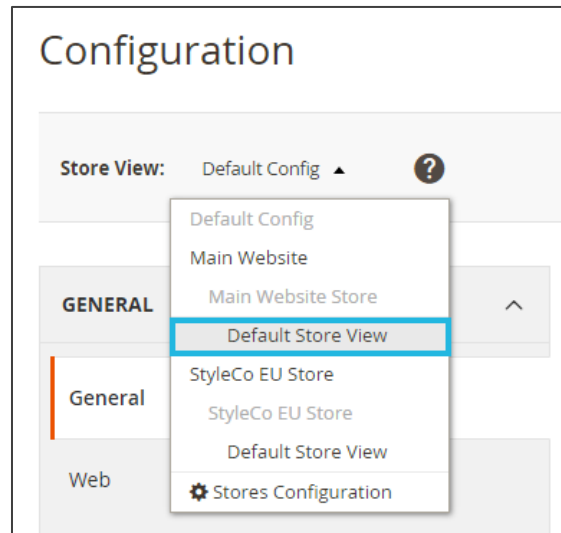 Configuration
Store View: Default Config
Default Config
Main Website
Main Website Store
Default Store View
StyleCo EU Store
StyleCo EU Store
Default Store View
Stores Configuration
GENERAL
General
Web